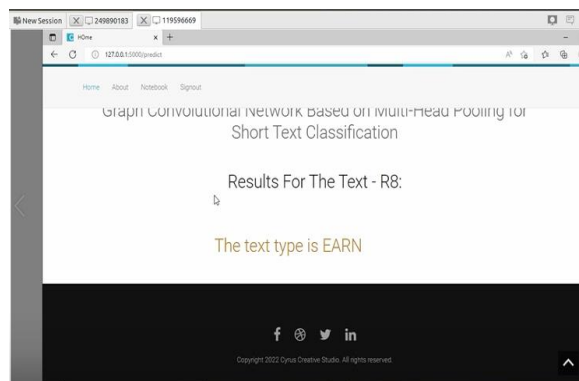 New Session 249890183 119596669
HOme
127.0.0.1:5000/predict
Home About Notebook Signout
Graph Convolutional Network Based on Multi-Head Pooling for
Short Text Classification
Results For The Text - R8:
The text type is EARN
Copyright 2022 Cyrus Creative Studio. All rights reserved.